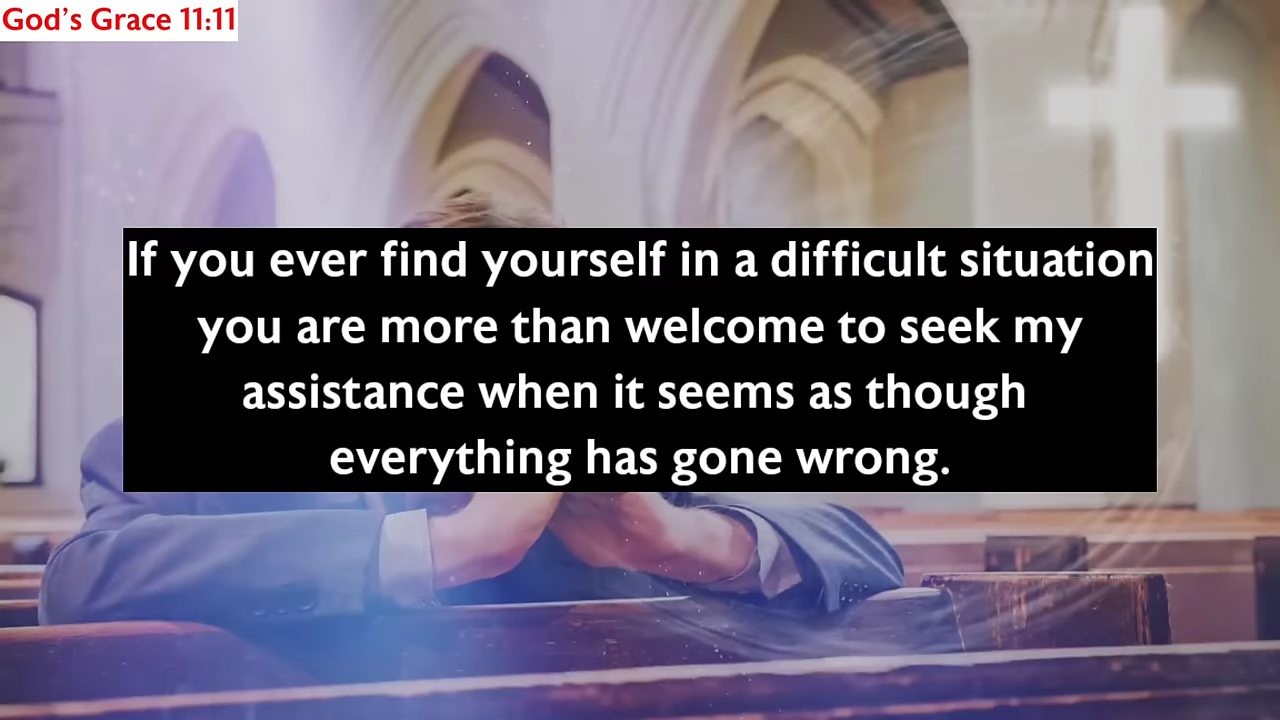 God's Grace 11:11
If you ever find yourself in a difficult situation
you are more than welcome to seek my
assistance when it seems as though
everything has gone wrong.